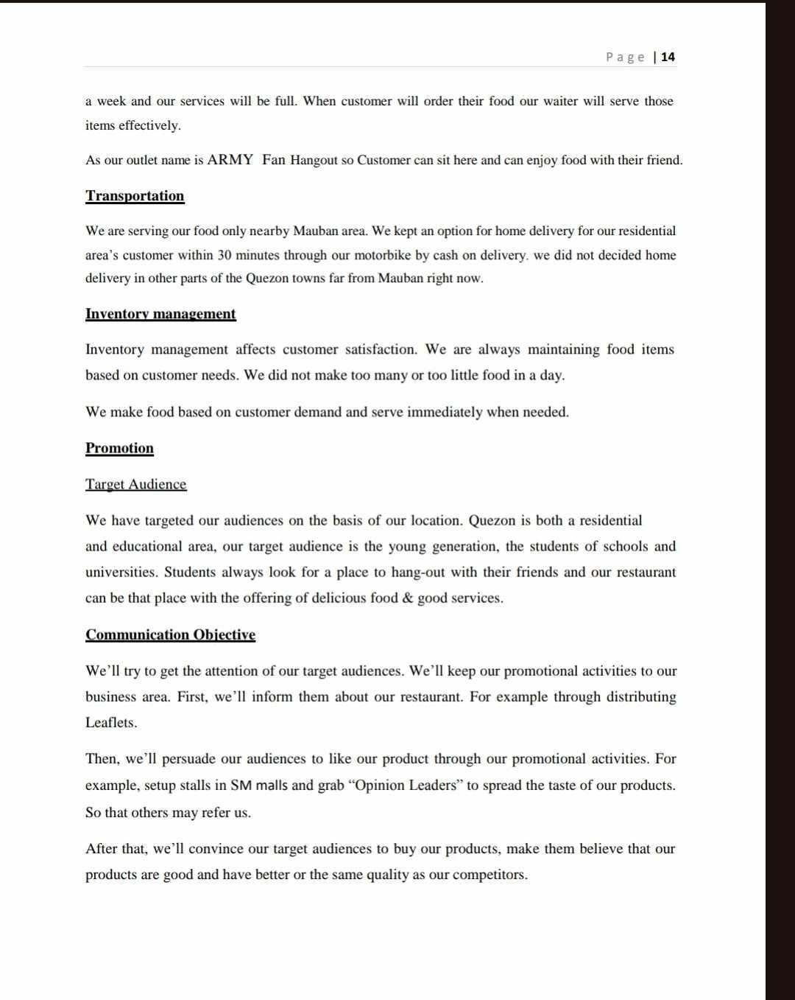 Page | 14
a week and our services will be full. When customer will order their food our waiter will serve those
items effectively.
As our outlet name is ARMY Fan Hangout so Customer can sit here and can enjoy food with their friend.
Transportation
We are serving our food only nearby Mauban area. We kept an option for home delivery for our residential
area’s customer within 30 minutes through our motorbike by cash on delivery. we did not decided home
delivery in other parts of the Quezon towns far from Mauban right now.
Inventory management
Inventory management affects customer satisfaction. We are always maintaining food items
based on customer needs. We did not make too many or too little food in a day.
We make food based on customer demand and serve immediately when needed.
Promotion
Target Audience
We have targeted our audiences on the basis of our location. Quezon is both a residential
and educational area, our target audience is the young generation, the students of schools and
universities. Students always look for a place to hang-out with their friends and our restaurant
can be that place with the offering of delicious food & good services.
Communication Objective
We’ll try to get the attention of our target audiences. We’ll keep our promotional activities to our
business area. First, we’ll inform them about our restaurant. For example through distributing
Leaflets.
Then, we’ll persuade our audiences to like our product through our promotional activities. For
example, setup stalls in SM malls and grab “Opinion Leaders” to spread the taste of our products.
So that others may refer us.
After that, we’ll convince our target audiences to buy our products, make them believe that our
products are good and have better or the same quality as our competitors.